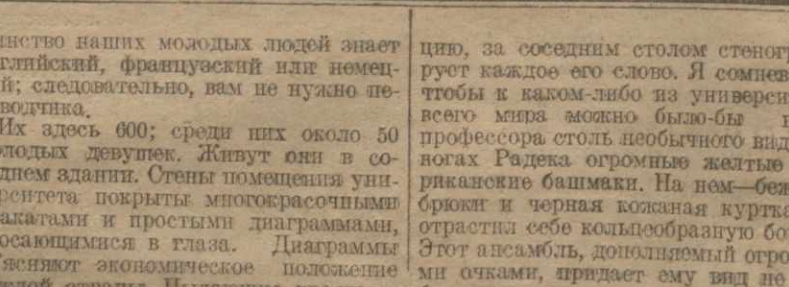 инство наших молодых людей знает
глийский, французский или немец-
й; следовательно, вам не нужно пе-
водчика.
Их здесь 600; среди них около 50
лодых девушек. Живут они в со-
днем здании. Стены помещения уни-
рситета покрыты многокрасочными
акатами и простыми диаграммами,
осающимися в глаза. Диаграммы
ясняют экономическое положение
страны.
цию, за соседним столом стеногр
рует каждое его слово. Я сомнев
чтобы к каком-либо из универси
всего мира можно было-бы
профессора столь необычного вид
ногах Радека огромные желтые
риканские башмаки. На нем—беж
брюки и черная кожаная куртка
отрастил себе кольцеобразную бо
Этот ансамбль, дополняемый огро
ми очками, придает ему вид не